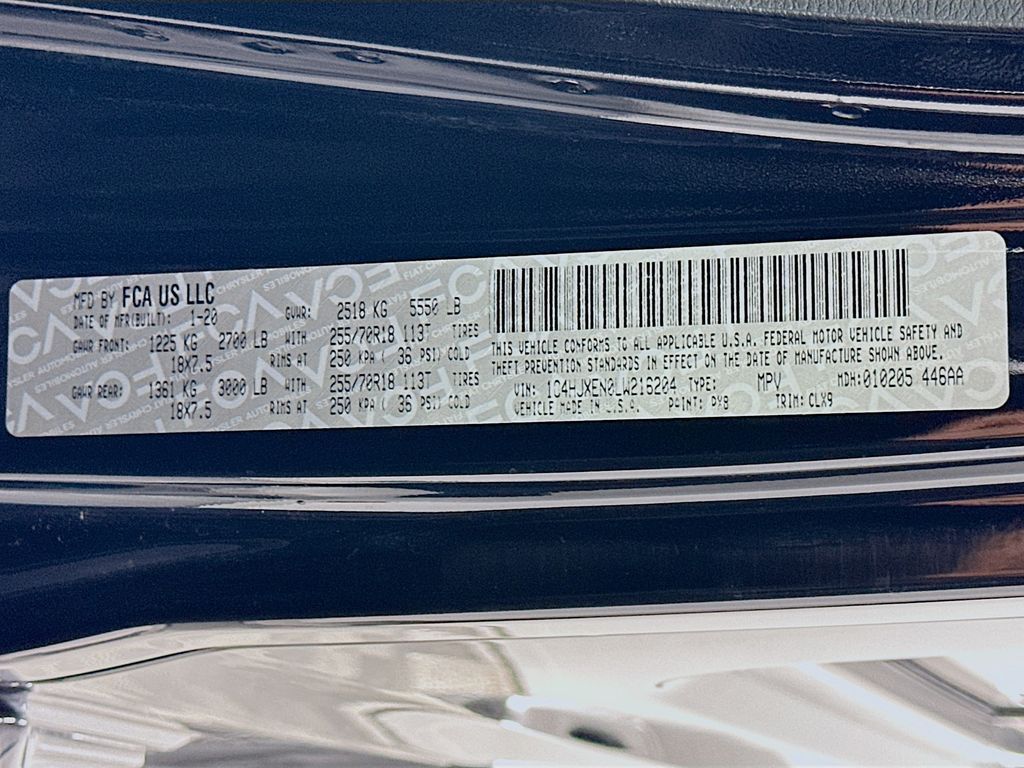 MFD BY FCA US LLC
DATE OF MFR(BUILT): 1-20
GVWR: 2518 KG 5550 LB
GAWR FRONT: 1225 KG 2700 LB WITH 255/70R18 113T TIRES
18X7.5 RIMS AT 250 KPA ( 36 PSI) COLD
GAWR REAR: 1361 KG 3000 LB WITH 255/70R18 113T TIRES
18X7.5 RIMS AT 250 KPA ( 36 PSI) COLD
THIS VEHICLE CONFORMS TO ALL APPLICABLE U.S.A. FEDERAL MOTOR VEHICLE SAFETY AND
THEFT PREVENTION STANDARDS IN EFFECT ON THE DATE OF MANUFACTURE SHOWN ABOVE.
VIN: 1C4HJXEN0LW216204 TYPE: MPV MDH:010205 446AA
VEHICLE MADE IN U.S.A. PAINT: PXB TRIM: CLX9